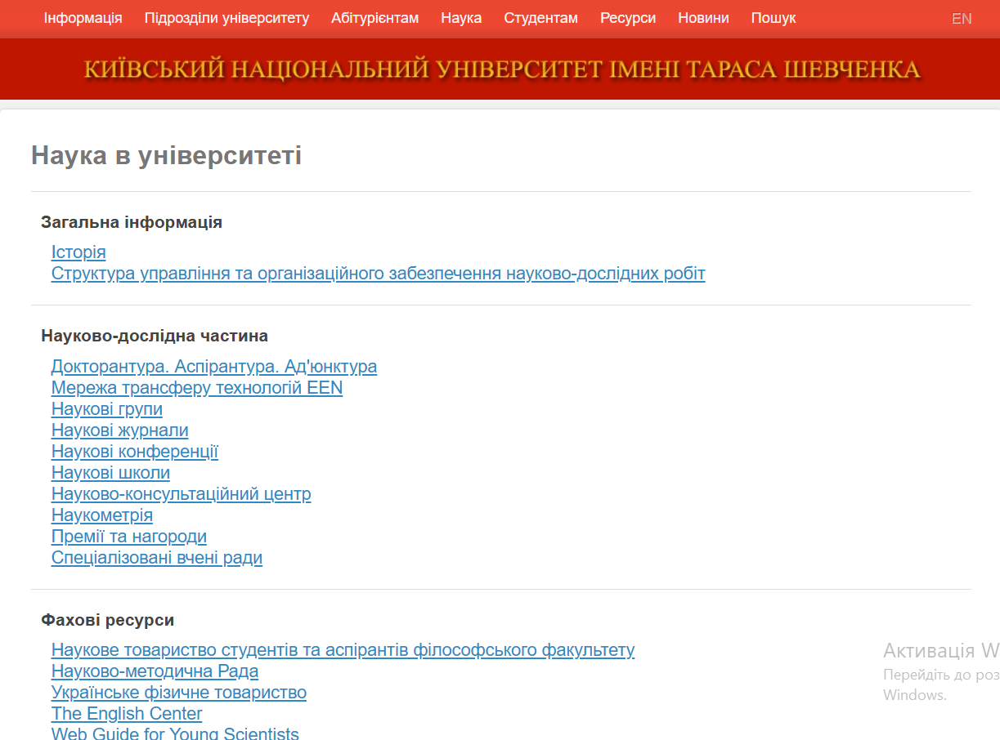 Інформація Підрозділи університету Абітурієнтам Наука Студентам Ресурси Новини Пошук EN
КИЇВСЬКИЙ НАЦІОНАЛЬНИЙ УНІВЕРСИТЕТ ІМЕНІ ТАРАСА ШЕВЧЕНКА
Наука в університеті
Загальна інформація
Історія
Структура управління та організаційного забезпечення науково-дослідних робіт
Науково-дослідна частина
Докторантура. Аспірантура. Ад'юнктура
Мережа трансферу технологій EEN
Наукові групи
Наукові журнали
Наукові конференції
Наукові школи
Науково-консультаційний центр
Наукометрія
Премії та нагороди
Спеціалізовані вчені ради
Фахові ресурси
Наукове товариство студентів та аспірантів філософського факультету
Науково-методична Рада
Українське фізичне товариство
The English Center
Web Guide for Young Scientists
Активація W
Перейдіть до роз
Windows.